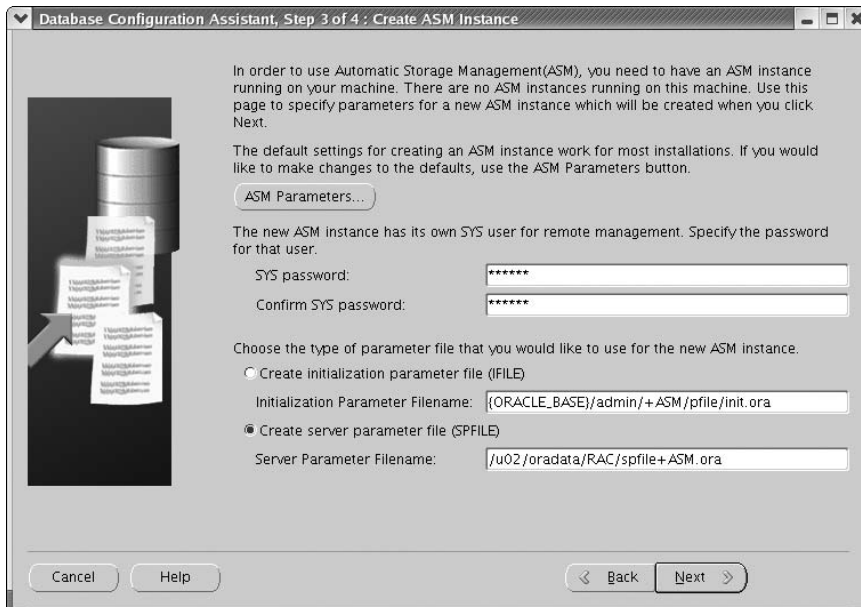 Database Configuration Assistant, Step 3 of 4 : Create ASM Instance
In order to use Automatic Storage Management(ASM), you need to have an ASM instance
running on your machine. There are no ASM instances running on this machine. Use this
page to specify parameters for a new ASM instance which will be created when you click
Next.
The default settings for creating an ASM instance work for most installations. If you would
like to make changes to the defaults, use the ASM Parameters button.
ASM Parameters...
The new ASM instance has its own SYS user for remote management. Specify the password
for that user.
SYS password: ******
Confirm SYS password: ******
Choose the type of parameter file that you would like to use for the new ASM instance.
Create initialization parameter file (IFILE)
Initialization Parameter Filename: {ORACLE_BASE}/admin/+ASM/pfile/init.ora
Create server parameter file (SPFILE)
Server Parameter Filename: /u02/oradata/RAC/spfile+ASM.ora
Cancel Help Back Next